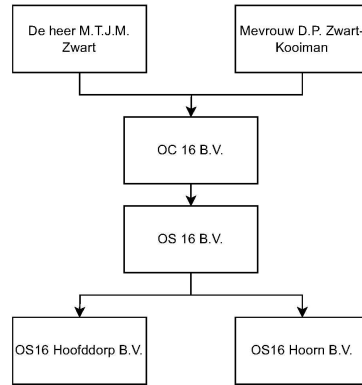 De heer M.T.J.M.
Zwart
Mevrouw D.P. Zwart-
Kooiman
OC 16 B.V.
OS 16 B.V.
OS16 Hoofddorp B.V.
OS16 Hoorn B.V.